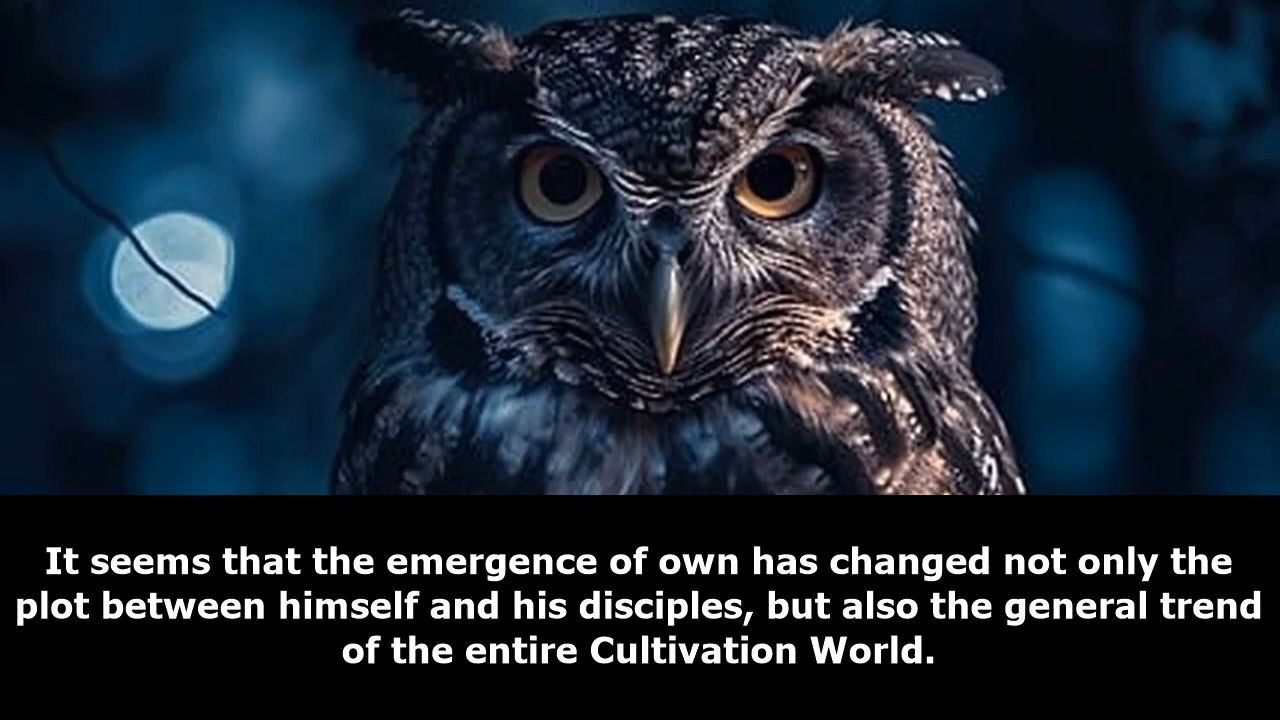 It seems that the emergence of own has changed not only the
plot between himself and his disciples, but also the general trend
of the entire Cultivation World.